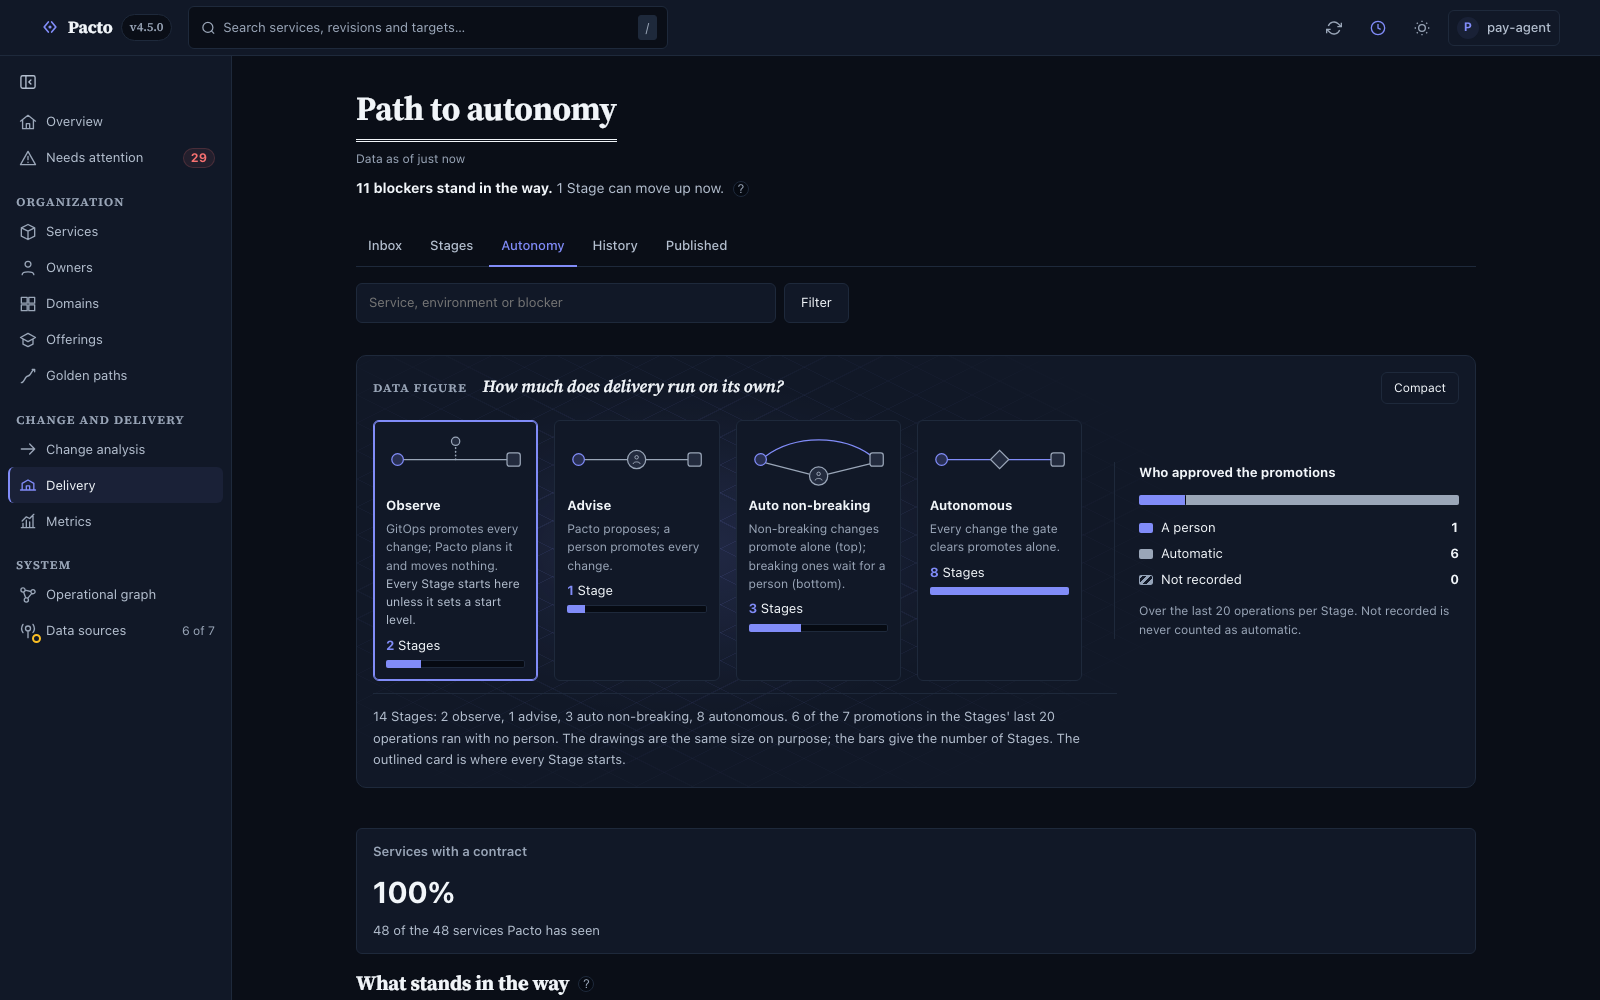 Pacto
v4.5.0
Search services, revisions and targets...
/
P
pay-agent
Overview
Needs attention
29
ORGANIZATION
Services
Owners
Domains
Offerings
Golden paths
CHANGE AND DELIVERY
Change analysis
Delivery
Metrics
SYSTEM
Operational graph
Data sources
6 of 7
Path to autonomy
Data as of just now
11 blockers stand in the way. 1 Stage can move up now. ?
Inbox
Stages
Autonomy
History
Published
Service, environment or blocker
Filter
DATA FIGURE
How much does delivery run on its own?
Compact
Observe
GitOps promotes every
change; Pacto plans it
and moves nothing.
Every Stage starts here
unless it sets a start
level.
2 Stages
Advise
Pacto proposes; a
person promotes every
change.
1 Stage
Auto non-breaking
Non-breaking changes
promote alone (top);
breaking ones wait for a
person (bottom).
3 Stages
Autonomous
Every change the gate
clears promotes alone.
8 Stages
Who approved the promotions
A person
1
Automatic
6
Not recorded
0
Over the last 20 operations per Stage. Not recorded is
never counted as automatic.
14 Stages: 2 observe, 1 advise, 3 auto non-breaking, 8 autonomous. 6 of the 7 promotions in the Stages' last 20
operations ran with no person. The drawings are the same size on purpose; the bars give the number of Stages. The
outlined card is where every Stage starts.
Services with a contract
100%
48 of the 48 services Pacto has seen
What stands in the way ?